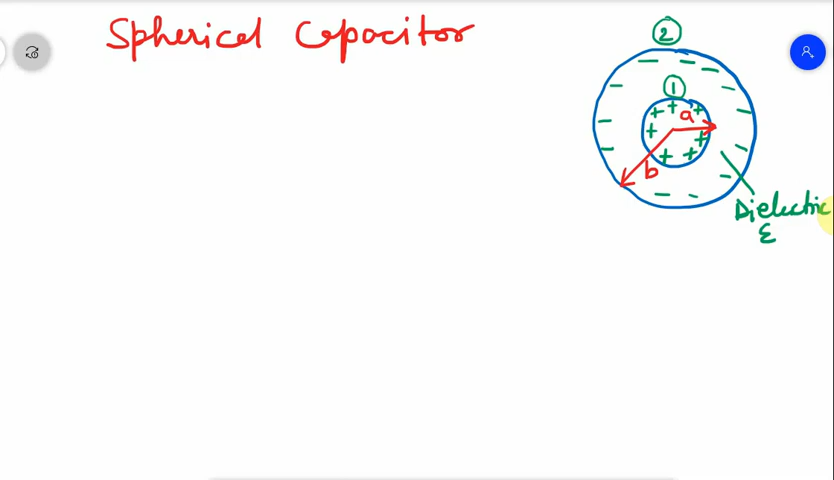 Spherical Capacitor
②
①
a
b
Dielectric
ε